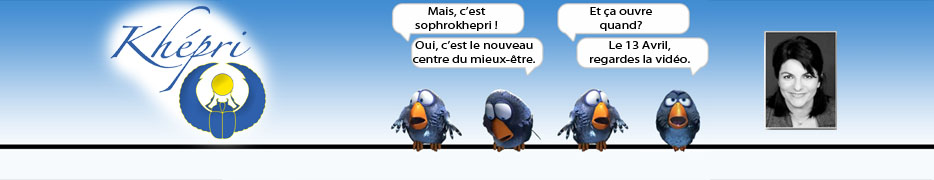 Khépri
Mais, c'est
sophrokhepri !
Oui, c'est le nouveau
centre du mieux-être.
Et ça ouvre
quand?
Le 13 Avril,
regardes la vidéo.